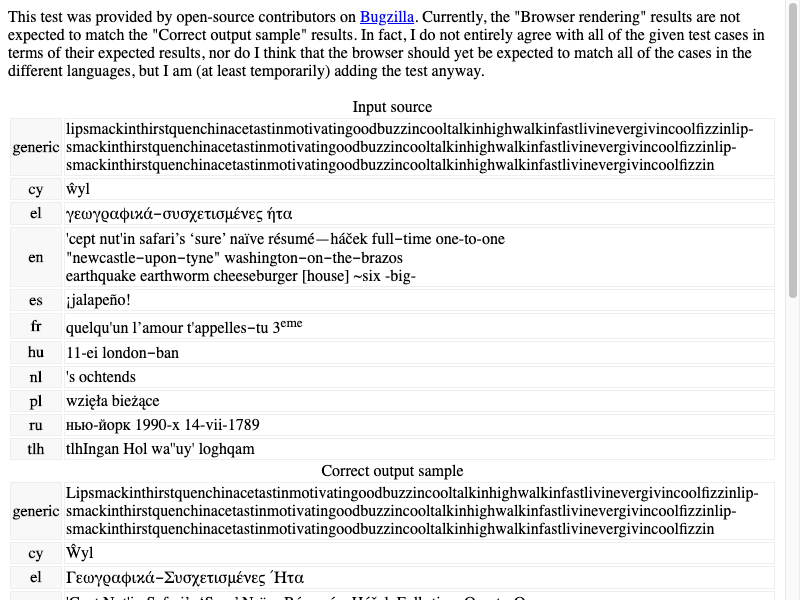 This test was provided by open-source contributors on Bugzilla. Currently, the "Browser rendering" results are not
expected to match the "Correct output sample" results. In fact, I do not entirely agree with all of the given test cases in
terms of their expected results, nor do I think that the browser should yet be expected to match all of the cases in the
different languages, but I am (at least temporarily) adding the test anyway.
Input source
generic lipsmackinthirstquenchinacetastinmotivatingoodbuzzincooltalkinhighwalkinfastlivinevergivincoolfizzinlip-
smackinthirstquenchinacetastinmotivatingoodbuzzincooltalkinhighwalkinfastlivinevergivincoolfizzinlip-
smackinthirstquenchinacetastinmotivatingoodbuzzincooltalkinhighwalkinfastlivinevergivincoolfizzin
cy ŵyl
el γεωγραφικά‒συσχετισμένες ήτα
en 'cept nut'in safari’s ‘sure’ naïve résumé—háček full‒time one-to-one
"newcastle‒upon‒tyne" washington‒on‒the‒brazos
earthquake earthworm cheeseburger [house] ~six -big-
es ¡jalapeño!
fr quelqu'un l’amour t'appelles‒tu 3eme
hu 11-ei london‒ban
nl 's ochtends
pl wzięła bieżące
ru нью-йорк 1990-х 14-vii-1789
tlh tlhIngan Hol wa''uy' loghqam
Correct output sample
generic Lipsmackinthirstquenchinacetastinmotivatingoodbuzzincooltalkinhighwalkinfastlivinevergivincoolfizzinlip-
smackinthirstquenchinacetastinmotivatingoodbuzzincooltalkinhighwalkinfastlivinevergivincoolfizzinlip-
smackinthirstquenchinacetastinmotivatingoodbuzzincooltalkinhighwalkinfastlivinevergivincoolfizzin
cy Ŵyl
el Γεωγραφικά‒Συσχετισμένες Ήτα